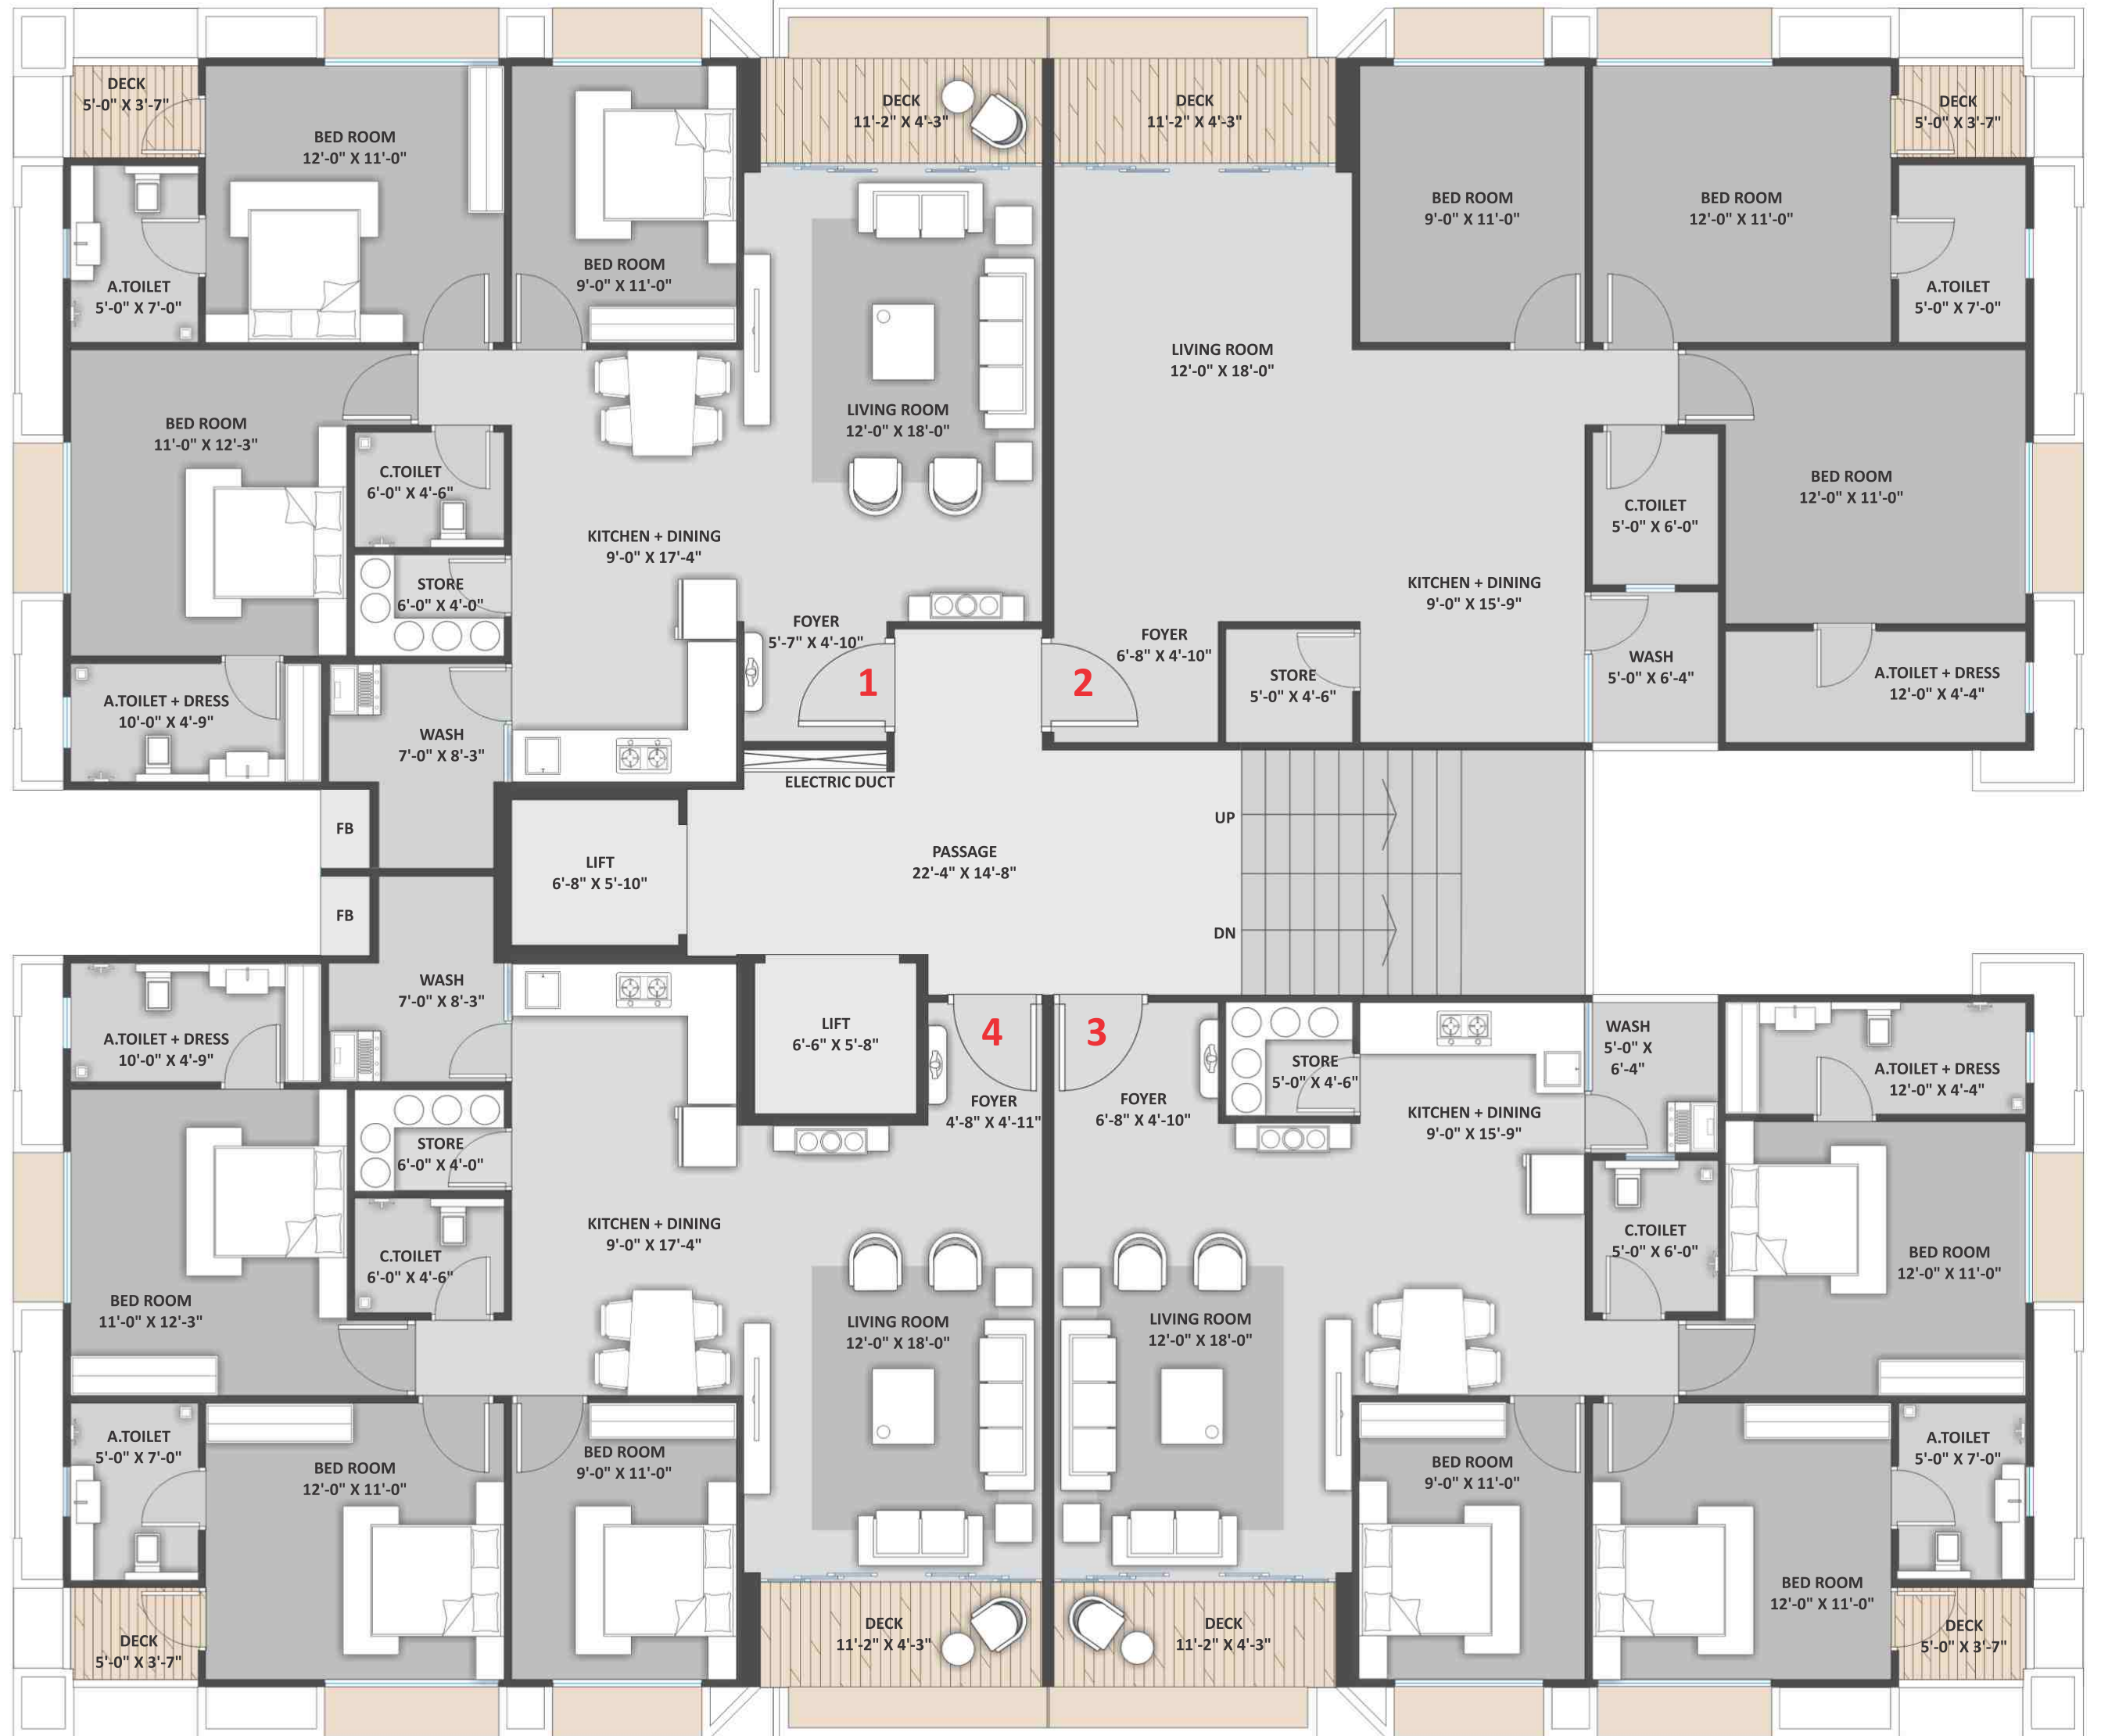 DECK
5'-0" X 3'-7"
BED ROOM
12'-0" X 11'-0"
BED ROOM
9'-0" X 11'-0"
DECK
11'-2" X 4'-3"
A.TOILET
5'-0" X 7'-0"
BED ROOM
11'-0" X 12'-3"
C.TOILET
6'-0" X 4'-6"
STORE
6'-0" X 4'-0"
KITCHEN + DINING
9'-0" X 17'-4"
LIVING ROOM
12'-0" X 18'-0"
FOYER
5'-7" X 4'-10"
1
A.TOILET + DRESS
10'-0" X 4'-9"
WASH
7'-0" X 8'-3"
ELECTRIC DUCT
DECK
11'-2" X 4'-3"
BED ROOM
9'-0" X 11'-0"
BED ROOM
12'-0" X 11'-0"
DECK
5'-0" X 3'-7"
A.TOILET
5'-0" X 7'-0"
LIVING ROOM
12'-0" X 18'-0"
BED ROOM
12'-0" X 11'-0"
C.TOILET
5'-0" X 6'-0"
KITCHEN + DINING
9'-0" X 15'-9"
FOYER
6'-8" X 4'-10"
2
STORE
5'-0" X 4'-6"
WASH
5'-0" X 6'-4"
A.TOILET + DRESS
12'-0" X 4'-4"
FB
FB
LIFT
6'-8" X 5'-10"
PASSAGE
22'-4" X 14'-8"
UP
DN
WASH
7'-0" X 8'-3"
A.TOILET + DRESS
10'-0" X 4'-9"
LIFT
6'-6" X 5'-8"
4
FOYER
4'-8" X 4'-11"
STORE
6'-0" X 4'-0"
C.TOILET
6'-0" X 4'-6"
KITCHEN + DINING
9'-0" X 17'-4"
BED ROOM
11'-0" X 12'-3"
LIVING ROOM
12'-0" X 18'-0"
A.TOILET
5'-0" X 7'-0"
BED ROOM
12'-0" X 11'-0"
BED ROOM
9'-0" X 11'-0"
DECK
5'-0" X 3'-7"
DECK
11'-2" X 4'-3"
3
FOYER
6'-8" X 4'-10"
STORE
5'-0" X 4'-6"
KITCHEN + DINING
9'-0" X 15'-9"
WASH
5'-0" X
6'-4"
A.TOILET + DRESS
12'-0" X 4'-4"
C.TOILET
5'-0" X 6'-0"
BED ROOM
12'-0" X 11'-0"
LIVING ROOM
12'-0" X 18'-0"
BED ROOM
9'-0" X 11'-0"
A.TOILET
5'-0" X 7'-0"
BED ROOM
12'-0" X 11'-0"
DECK
11'-2" X 4'-3"
DECK
5'-0" X 3'-7"